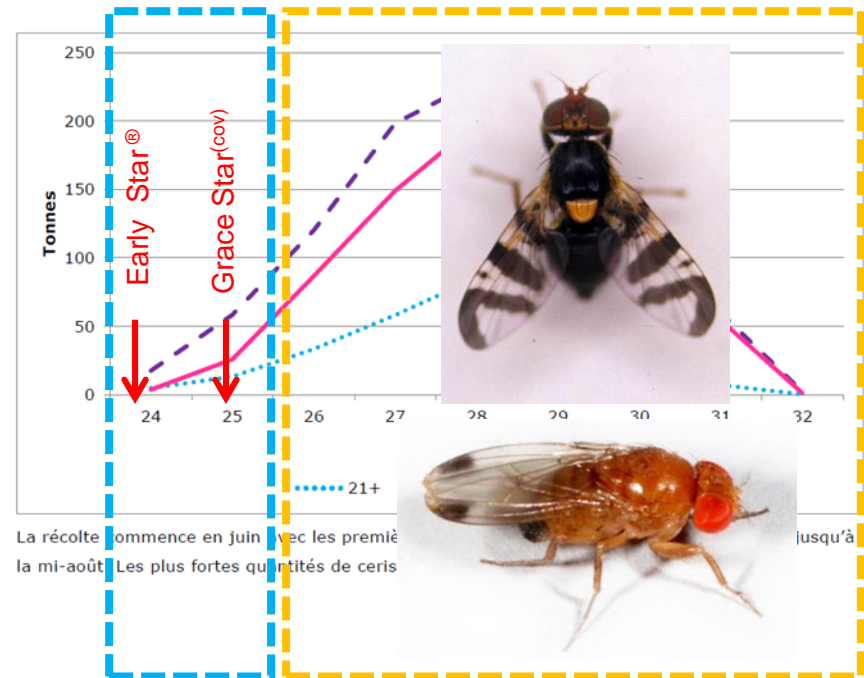 250
200
150
100
50
0
Tonnes
Early Star®
Grace Star(cov)
24 25 26 27 28 29 30 31 32
21+
La récolte commence en juin avec les premiè jusqu'à
la mi-août. Les plus fortes quantités de ceris